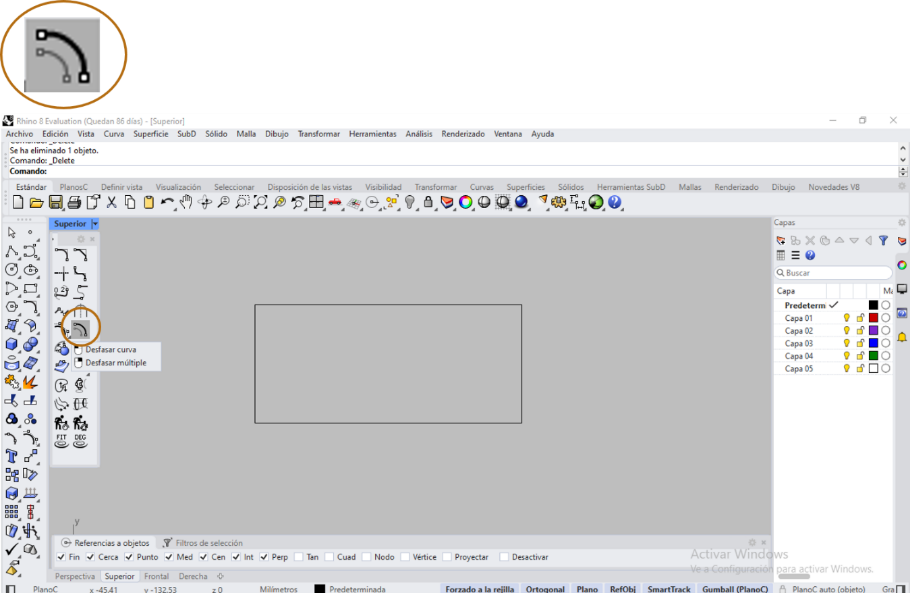 Rhino 8 Evaluation (Quedan 86 días) - [Superior]
Archivo Edición Vista Curva Superficie SubD Sólido Malla Dibujo Transformar Herramientas Análisis Renderizado Ventana Ayuda
Comando: _Delete
Se ha eliminado 1 objeto.
Comando: _Delete
Comando:
Estándar PlanosC Definir vista Visualización Seleccionar Disposición de las vistas Visibilidad Transformar Curvas Superficies Sólidos Herramientas SubD Mallas Renderizado Dibujo Novedades V8
Superior
Capas
Buscar
Capa Ma
Predeterm
Capa 01
Capa 02
Capa 03
Capa 04
Capa 05
Desfasar curva
Desfasar múltiple
FIT DEG
y
Referencias a objetos Filtros de selección
Fin Cerca Punto Med Cen Int Perp Tan Cuad Nodo Vértice Proyectar Desactivar
Activar Windows
Ve a Configuración para activar Windows.
Perspectiva Superior Frontal Derecha
PlanoC x -45.41 y -132.53 z 0 Milímetros Predeterminada Forzado a la rejilla Ortogonal Plano RefObj SmartTrack Gumball (PlanoC) PlanoC auto (objeto) Gra